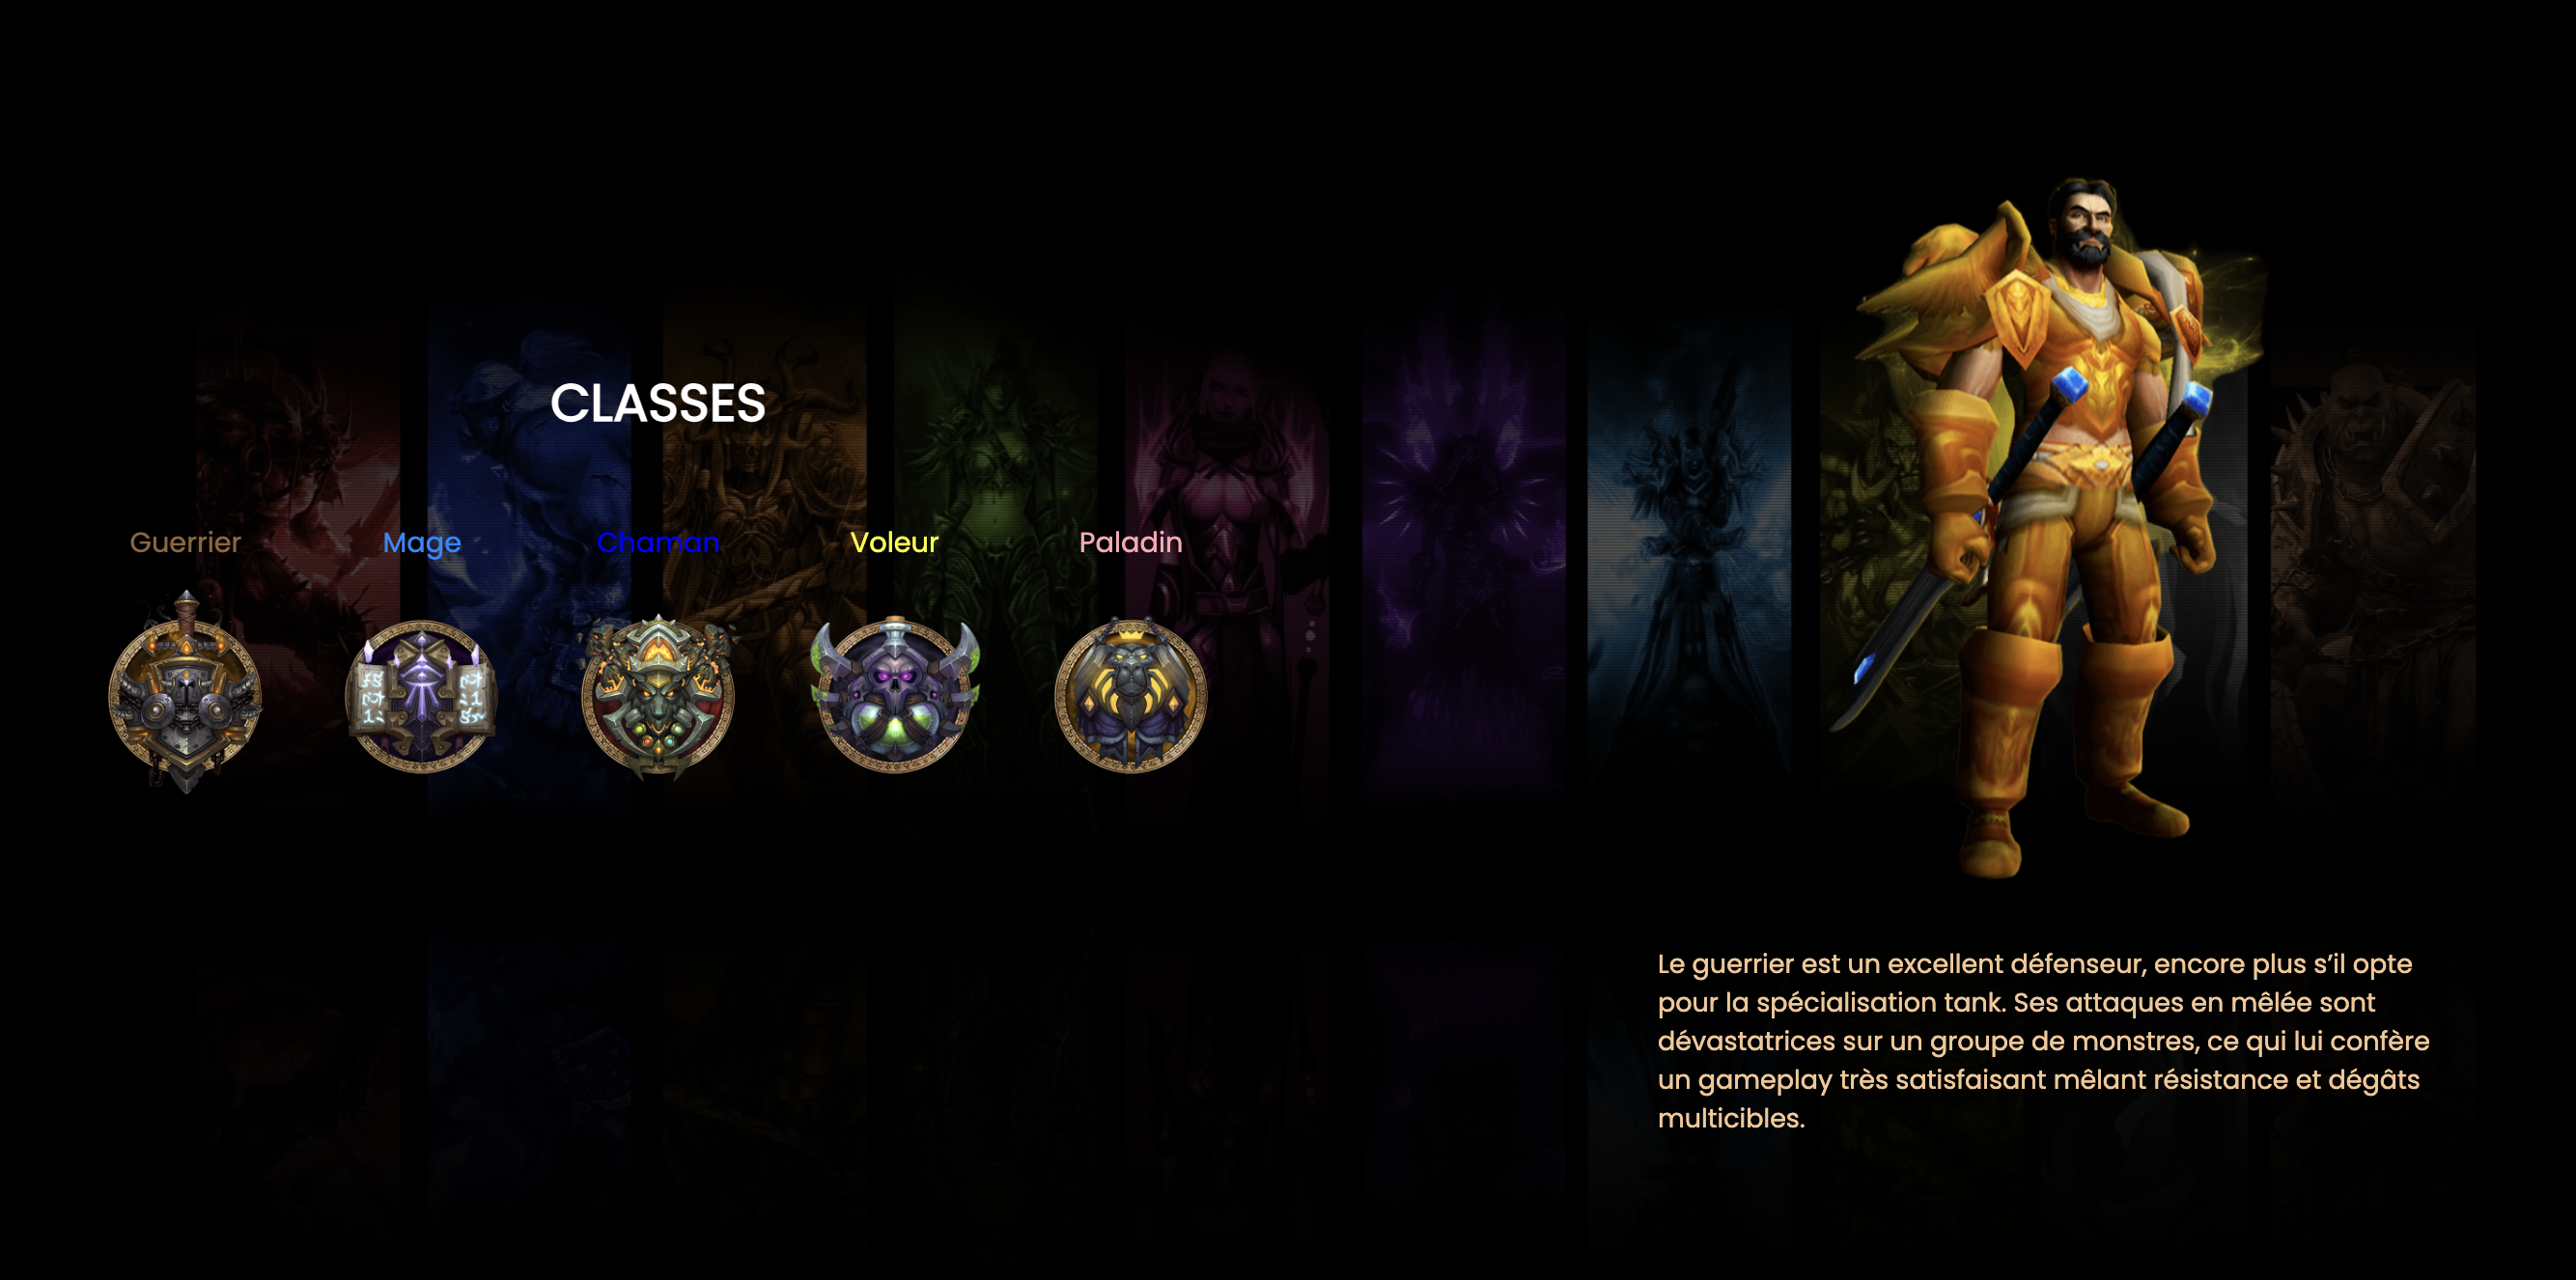 CLASSES
Guerrier
Mage
Chaman
Voleur
Paladin
Le guerrier est un excellent défenseur, encore plus s’il opte
pour la spécialisation tank. Ses attaques en mêlée sont
dévastatrices sur un groupe de monstres, ce qui lui confère
un gameplay très satisfaisant mêlant résistance et dégâts
multicibles.